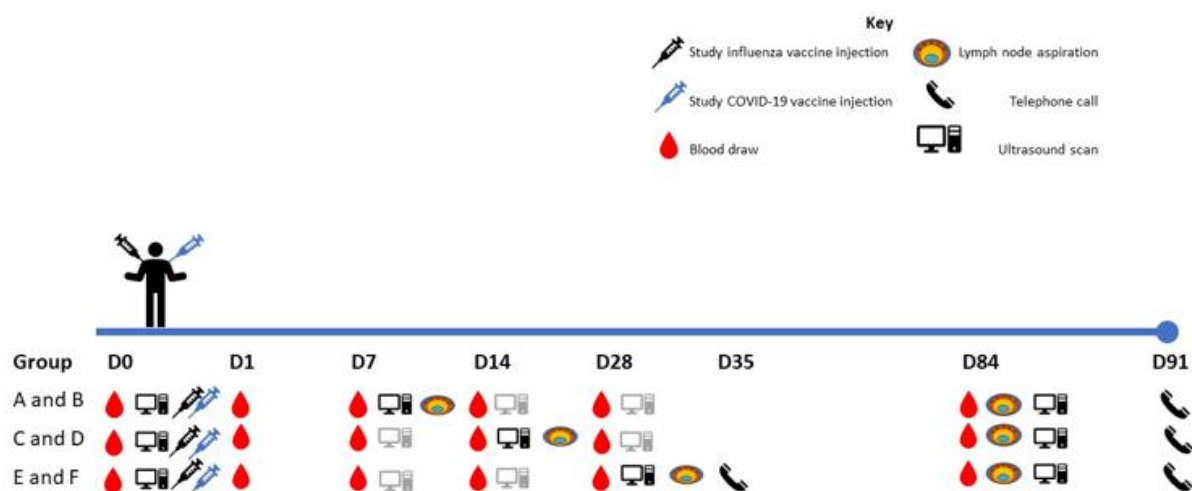 Key
Study influenza vaccine injection Lymph node aspiration
Study COVID-19 vaccine injection Telephone call
Blood draw Ultrasound scan
Group D0 D1 D7 D14 D28 D35 D84 D91
A and B
C and D
E and F